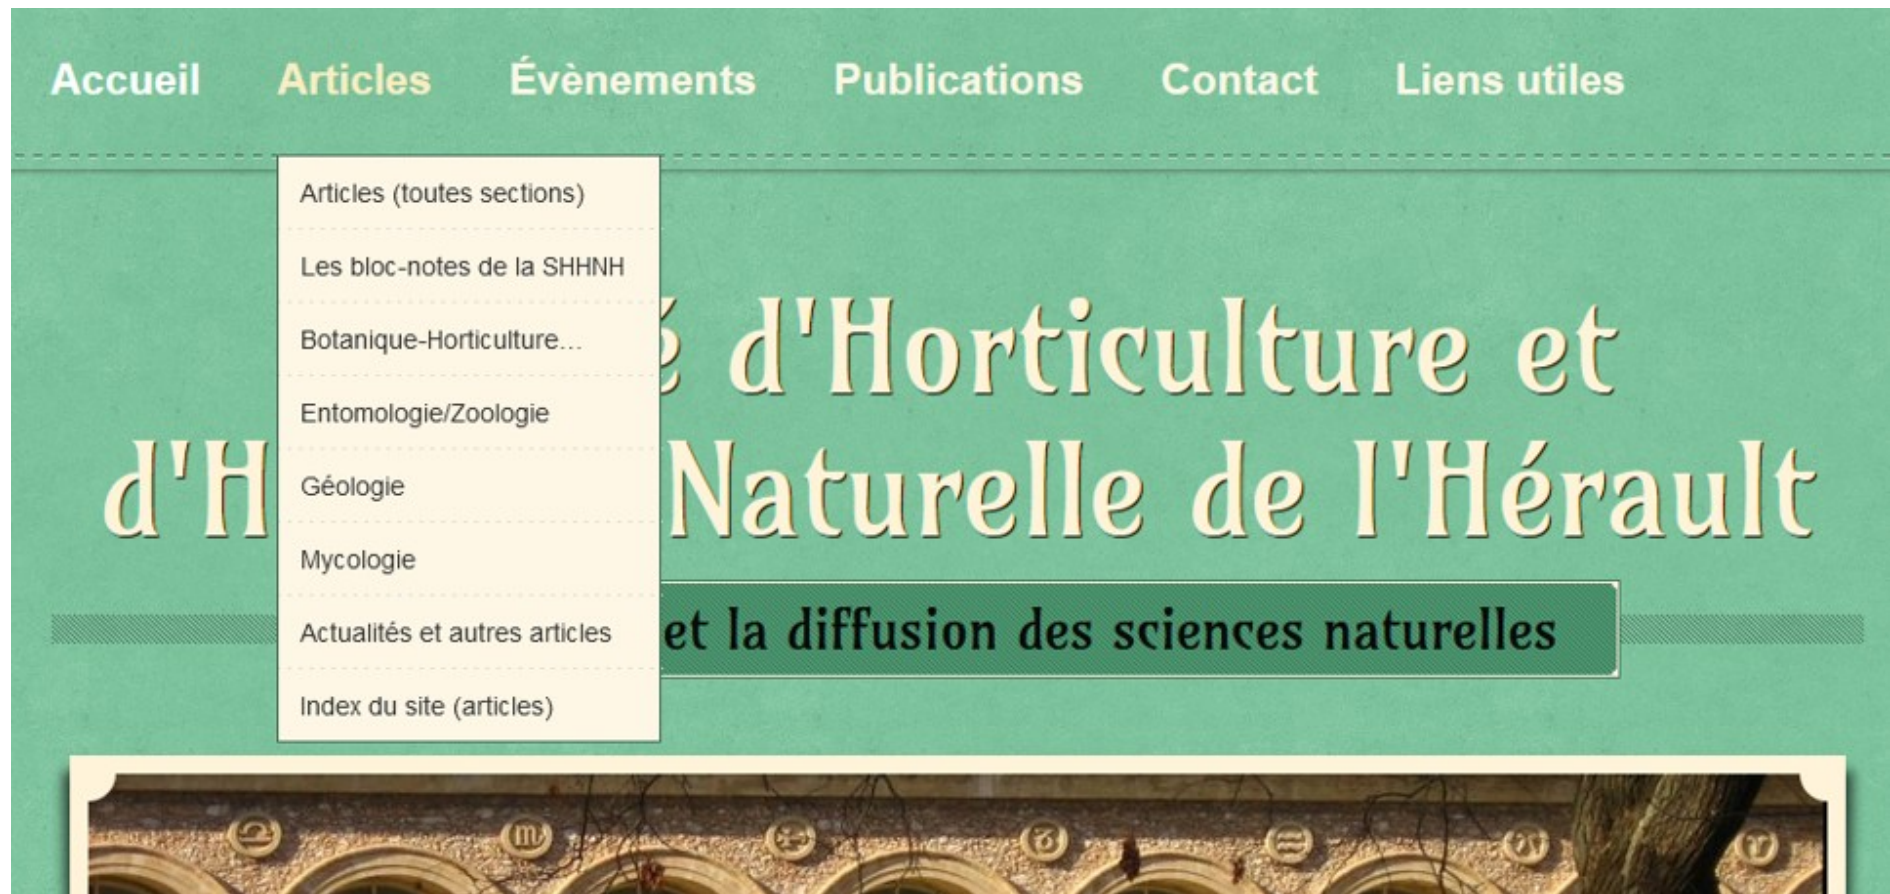 Accueil Articles Évènements Publications Contact Liens utiles
Articles (toutes sections)
Les bloc-notes de la SHHNH
Botanique-Horticulture…
Entomologie/Zoologie
Géologie
Mycologie
Actualités et autres articles
Index du site (articles)
é d'Horticulture et
d'H Naturelle de l'Hérault
et la diffusion des sciences naturelles